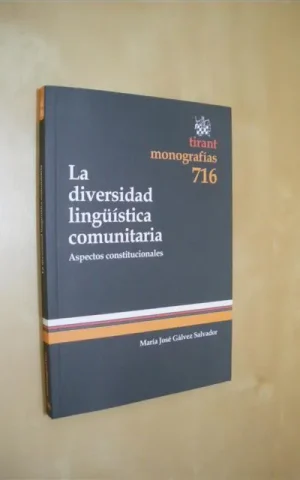 tirant
monografías
716
La
diversidad
lingüística
comunitaria
Aspectos constitucionales
María José Gálvez Salvador